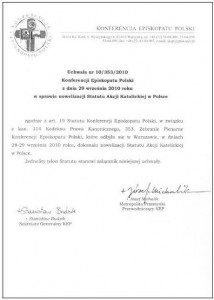 KONFERENCJA EPISKOPATU POLSKI
Uchwała nr 10/353/2010
Konferencji Episkopatu Polski
z dnia 29 września 2010 roku
w sprawie nowelizacji Statutu Akcji Katolickiej w Polsce
zgodnie z art. 19 Statutu Konferencji Episkopatu Polski, w związku
z kan. 314 Kodeksu Prawa Kanonicznego, 353. Zebranie Plenarne
Konferencji Episkopatu Polski, które odbyło się w Warszawie, w dniach
28-29 września 2010 roku, dokonało nowelizacji Statutu Akcji Katolickiej
w Polsce.
Jednolity tekst Statutu stanowi załącznik niniejszej uchwały.
Józef Michalik
Metropolita Przemyski
Przewodniczący KEP
Stanisław Budzik
Sekretarz Generalny KEP